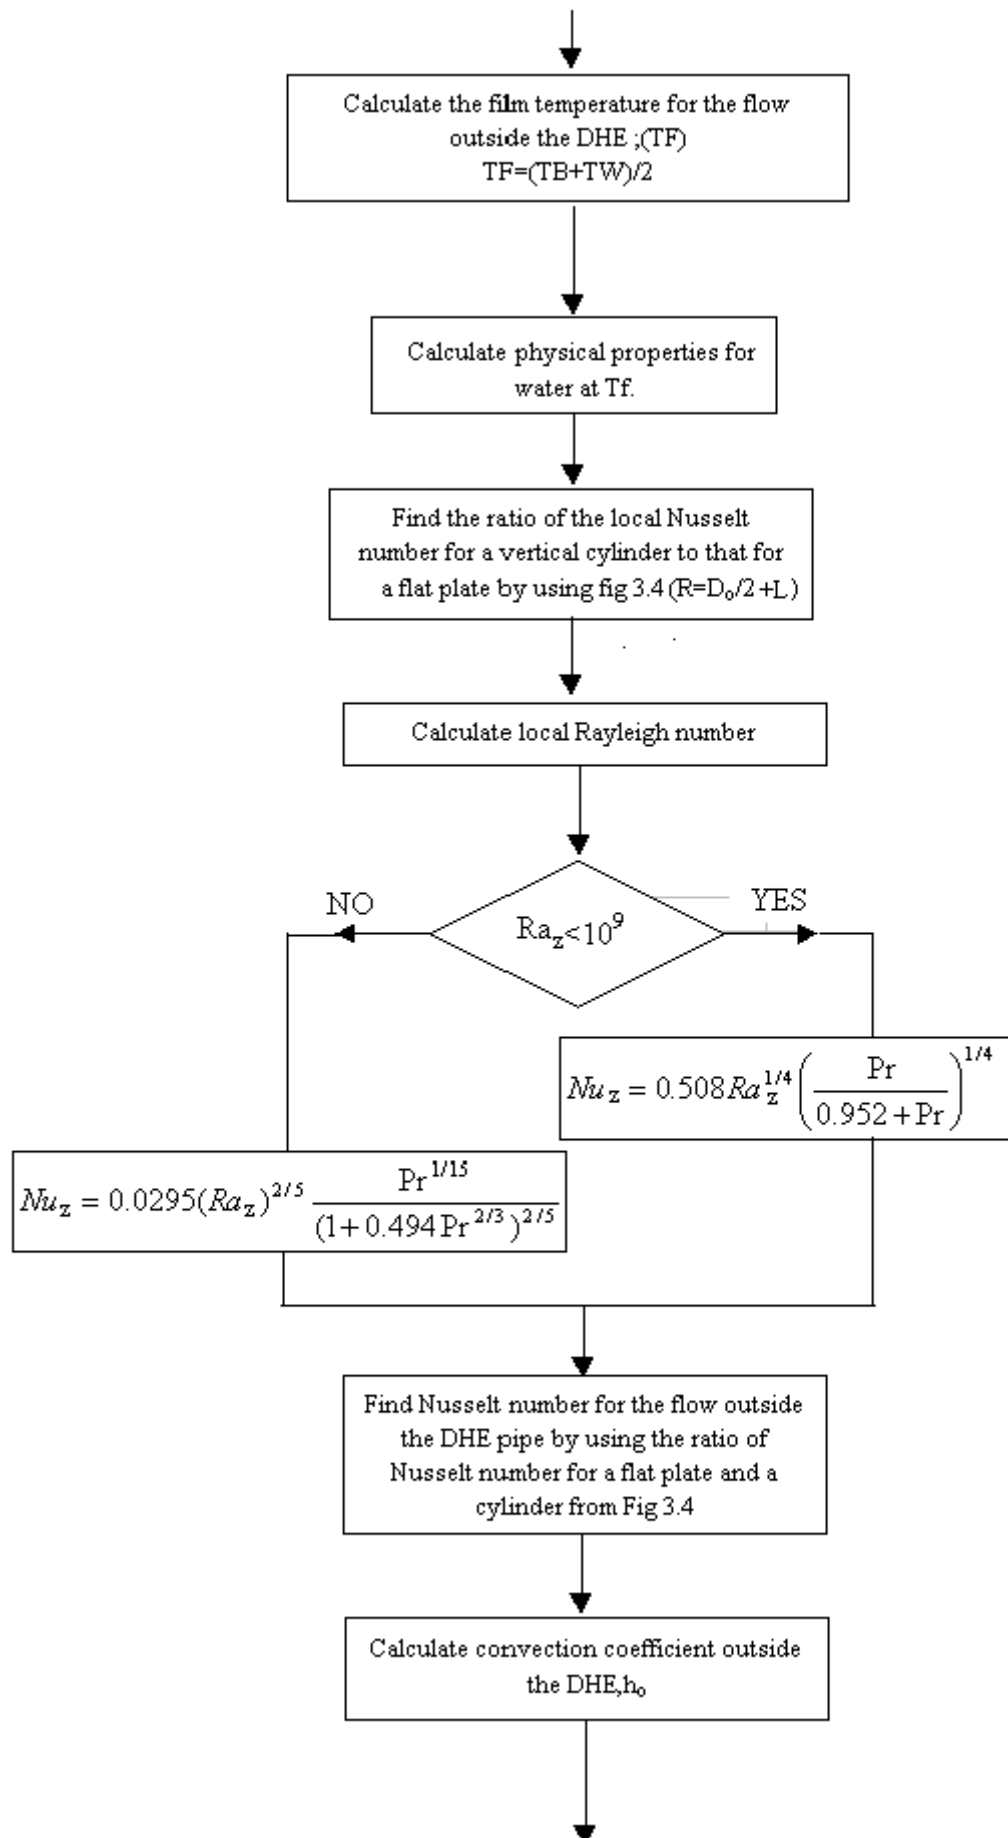 Calculate the film temperature for the flow
outside the DHE ;(TF)
TF=(TB+TW)/2
Calculate physical properties for
water at Tf.
Find the ratio of the local Nusselt
number for a vertical cylinder to that for
a flat plate by using fig 3.4 (R=Dₒ/2+L)
Calculate local Rayleigh number
NO
YES
Ra_z<10^9
Nu_z = 0.508 Ra_z^{1/4} (Pr / (0.952 + Pr))^{1/4}
Nu_z = 0.0295(Ra_z)^{2/5} Pr^{1/15} / (1 + 0.494 Pr^{2/3})^{2/5}
Find Nusselt number for the flow outside
the DHE pipe by using the ratio of
Nusselt number for a flat plate and a
cylinder from Fig 3.4
Calculate convection coefficient outside
the DHE,hₒ